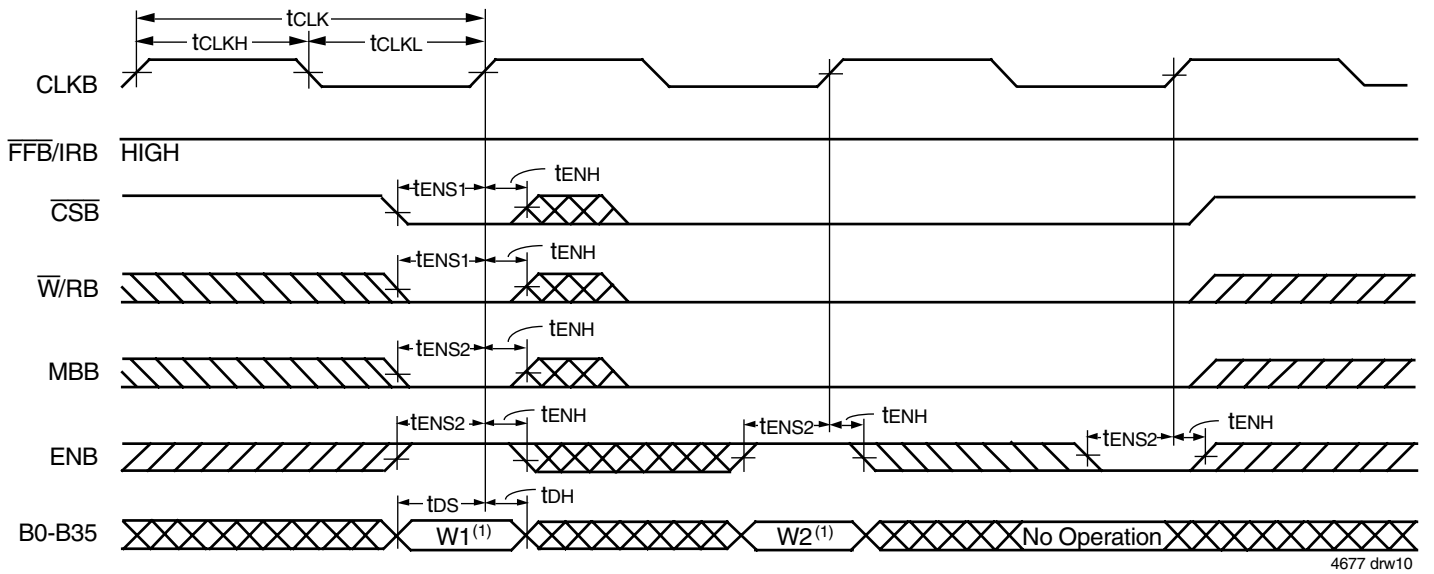 tCLK
tCLKH tCLKL
CLKB
FFB/IRB HIGH
tENS1 tENH
CSB
tENS1 tENH
W/RB
tENS2 tENH
MBB
tENS2 tENH tENS2 tENH tENS2 tENH
ENB
tDS tDH
B0-B35 W1(1) W2(1) No Operation
4677 drw10